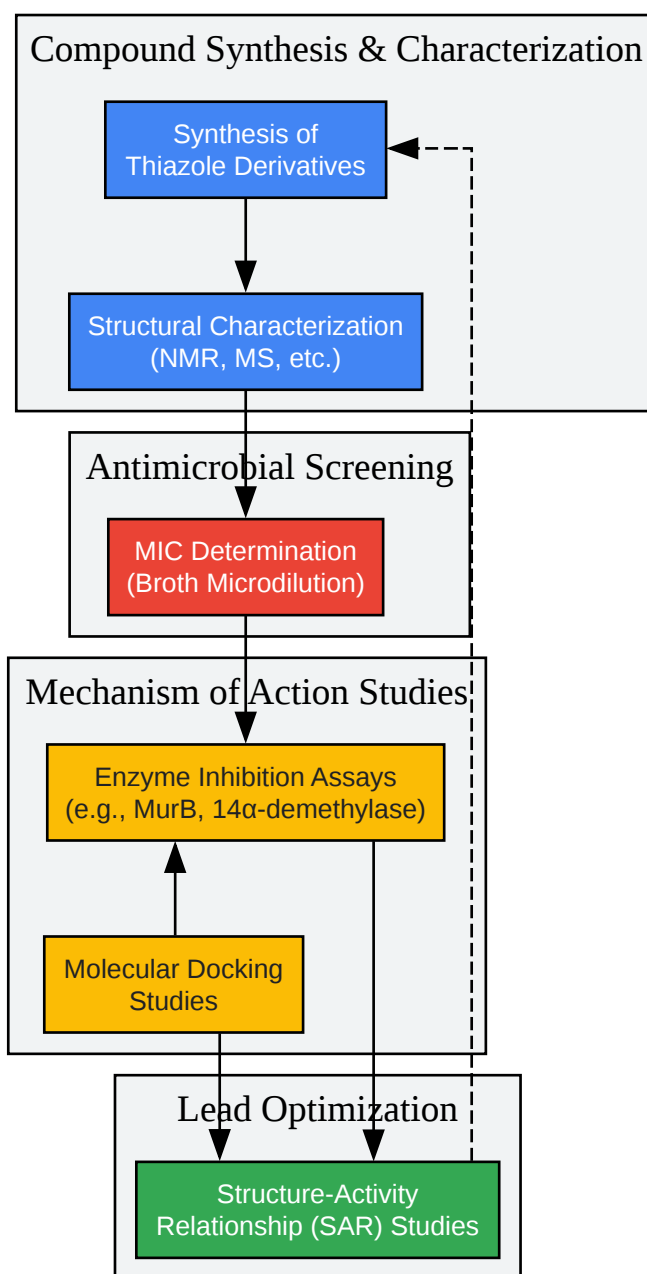 Compound Synthesis & Characterization
Synthesis of
Thiazole Derivatives
Structural Characterization
(NMR, MS, etc.)
Antimicrobial Screening
MIC Determination
(Broth Microdilution)
Mechanism of Action Studies
Enzyme Inhibition Assays
(e.g., MurB, 14α-demethylase)
Molecular Docking
Studies
Lead Optimization
Structure-Activity
Relationship (SAR) Studies